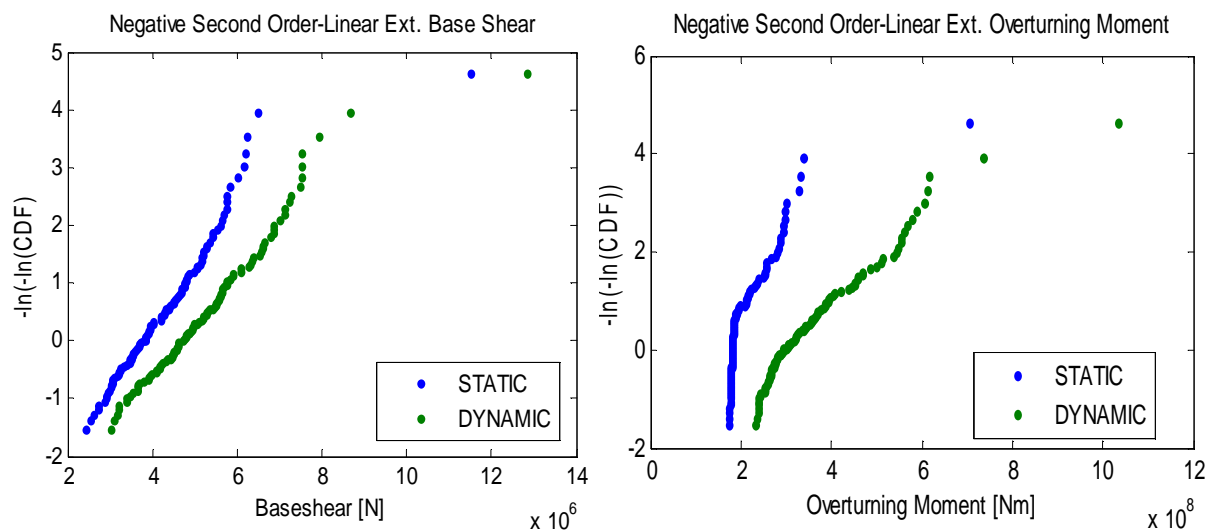 Negative Second Order-Linear Ext. Base Shear
5
4
3
2
1
0
-1
-2
-ln(-ln(CDF)
2
4
6
8
10
12
14
Baseshear [N]
x 10^6
STATIC
DYNAMIC
Negative Second Order-Linear Ext. Overturning Moment
6
4
2
0
-2
-ln(-ln(CDF))
0
2
4
6
8
10
12
Overturning Moment [Nm]
x 10^8
STATIC
DYNAMIC